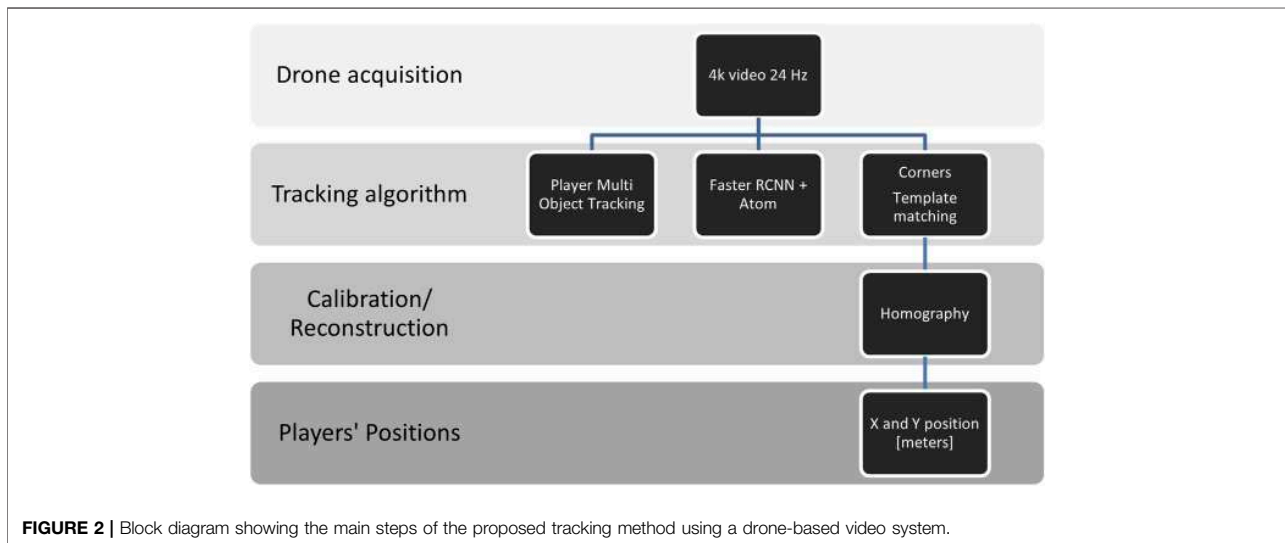 Drone acquisition
4k video 24 Hz
Tracking algorithm
Player Multi
Object Tracking
Faster RCNN +
Atom
Corners
Template
matching
Calibration/
Reconstruction
Homography
Players' Positions
X and Y position
[meters]
FIGURE 2 | Block diagram showing the main steps of the proposed tracking method using a drone-based video system.